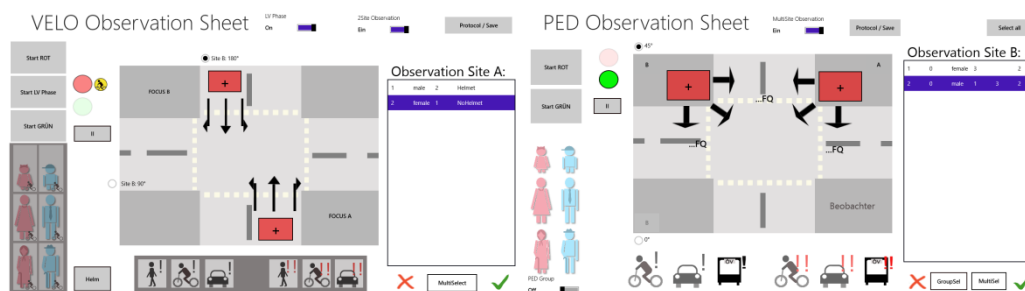 VELO Observation Sheet
LV Phase
On
2Site Observation
Ein
Protocol / Save
Start ROT
Start LV Phase
Start GRÜN
II
Site B: 180°
FOCUS B
Site B: 90°
FOCUS A
+
+
Helm
Observation Site A:
1 male 2 Helmet
2 female 1 NoHelmet
MultiSelect
PED Observation Sheet
MultiSite Observation
Ein
Protocol / Save
Select all
Start ROT
Start GRÜN
II
45°
B
A
+
+
...FQ
...FQ
...FQ
Beobachter
B
0°
PED Group
Off
ÖV
ÖV
Observation Site B:
1 0 female 3 2
2 0 male 1 3 2
GroupSel
MultiSel